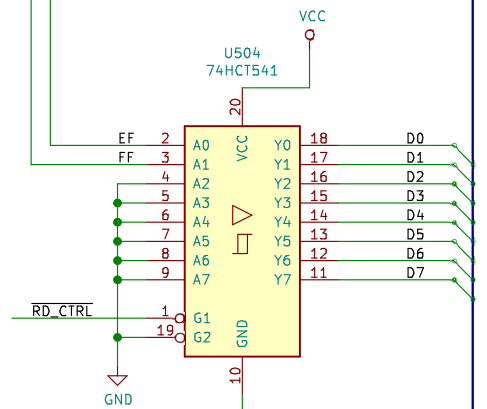 VCC
U504
74HCT541
20
VCC
EF 2 A0 Y0 18 D0
FF 3 A1 Y1 17 D1
4 A2 Y2 16 D2
5 A3 Y3 15 D3
6 A4 Y4 14 D4
7 A5 Y5 13 D5
8 A6 Y6 12 D6
9 A7 Y7 11 D7
RD_CTRL 1 G1
19 G2
GND
10
GND